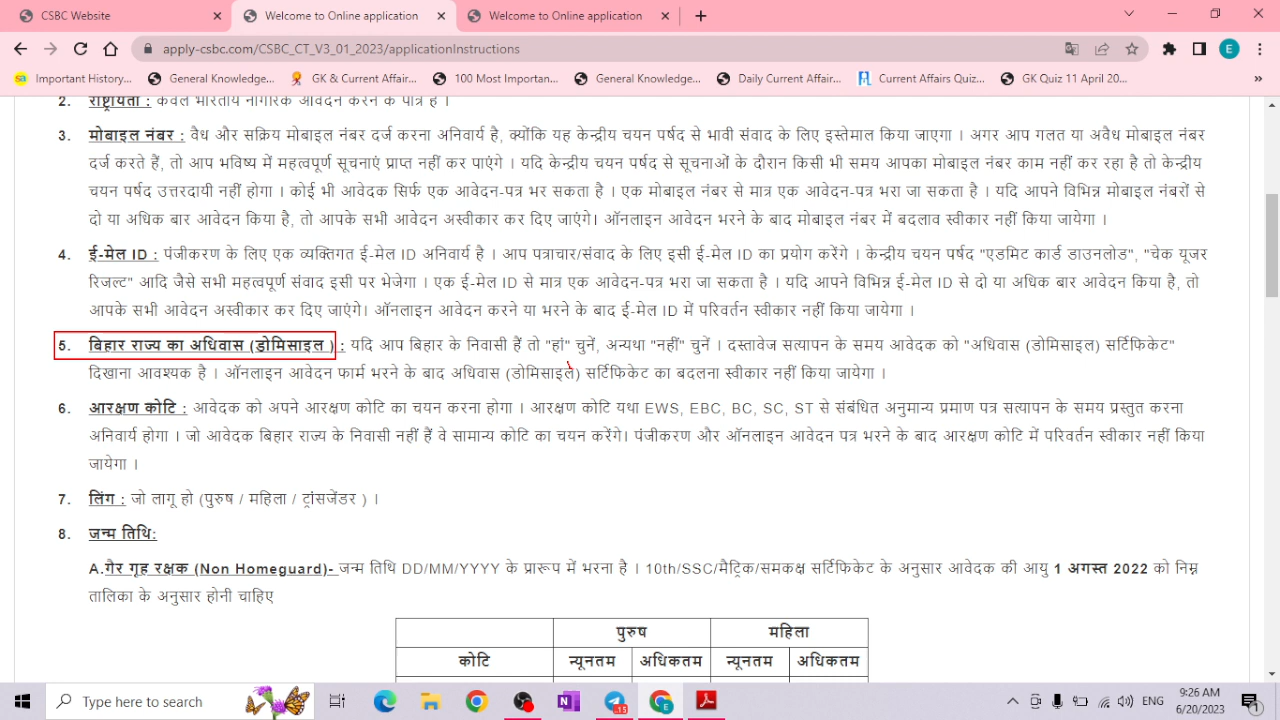 CSBC Website
Welcome to Online application
Welcome to Online application
apply-csbc.com/CSBC_CT_V3_01_2023/applicationInstructions
E
Important History...
General Knowledge...
GK & Current Affair...
100 Most Importan...
General Knowledge...
Daily Current Affair...
Current Affairs Quiz...
GK Quiz 11 April 20...
2. राष्ट्रीयता : केवल भारतीय नागरिक आवेदन करने के पात्र हैं ।
3. मोबाइल नंबर : वैध और सक्रिय मोबाइल नंबर दर्ज करना अनिवार्य है, क्योंकि यह केन्द्रीय चयन पर्षद से भावी संवाद के लिए इस्तेमाल किया जाएगा । अगर आप गलत या अवैध मोबाइल नंबर
दर्ज करते हैं, तो आप भविष्य में महत्वपूर्ण सूचनाएं प्राप्त नहीं कर पाएंगे । यदि केन्द्रीय चयन पर्षद से सूचनाओं के दौरान किसी भी समय आपका मोबाइल नंबर काम नहीं कर रहा है तो केन्द्रीय
चयन पर्षद उत्तरदायी नहीं होगा । कोई भी आवेदक सिर्फ एक आवेदन-पत्र भर सकता है । एक मोबाइल नंबर से मात्र एक आवेदन-पत्र भरा जा सकता है । यदि आपने विभिन्न मोबाइल नंबरों से
दो या अधिक बार आवेदन किया है, तो आपके सभी आवेदन अस्वीकार कर दिए जाएंगे। ऑनलाइन आवेदन भरने के बाद मोबाइल नंबर में बदलाव स्वीकार नहीं किया जायेगा ।
4. ई-मेल ID : पंजीकरण के लिए एक व्यक्तिगत ई-मेल ID अनिवार्य है । आप पत्राचार/संवाद के लिए इसी ई-मेल ID का प्रयोग करेंगे । केन्द्रीय चयन पर्षद "एडमिट कार्ड डाउनलोड", "चेक यूजर
रिजल्ट" आदि जैसे सभी महत्वपूर्ण संवाद इसी पर भेजेगा । एक ई-मेल ID से मात्र एक आवेदन-पत्र भरा जा सकता है । यदि आपने विभिन्न ई-मेल ID से दो या अधिक बार आवेदन किया है, तो
आपके सभी आवेदन अस्वीकार कर दिए जाएंगे। ऑनलाइन आवेदन करने या भरने के बाद ई-मेल ID में परिवर्तन स्वीकार नहीं किया जायेगा ।
5. बिहार राज्य का अधिवास (डोमिसाइल ) : यदि आप बिहार के निवासी हैं तो "हां" चुनें, अन्यथा "नहीं" चुनें । दस्तावेज सत्यापन के समय आवेदक को "अधिवास (डोमिसाइल) सर्टिफिकेट"
दिखाना आवश्यक है । ऑनलाइन आवेदन फार्म भरने के बाद अधिवास (डोमिसाइल) सर्टिफिकेट का बदलना स्वीकार नहीं किया जायेगा ।
6. आरक्षण कोटि : आवेदक को अपने आरक्षण कोटि का चयन करना होगा । आरक्षण कोटि यथा EWS, EBC, BC, SC, ST से संबंधित अनुमान्य प्रमाण पत्र सत्यापन के समय प्रस्तुत करना
अनिवार्य होगा । जो आवेदक बिहार राज्य के निवासी नहीं हैं वे सामान्य कोटि का चयन करेंगे। पंजीकरण और ऑनलाइन आवेदन पत्र भरने के बाद आरक्षण कोटि में परिवर्तन स्वीकार नहीं किया
जायेगा ।
7. लिंग : जो लागू हो (पुरुष / महिला / ट्रांसजेंडर ) ।
8. जन्म तिथि:
A.गैर गृह रक्षक (Non Homeguard)- जन्म तिथि DD/MM/YYYY के प्रारूप में भरना है । 10th/SSC/मैट्रिक/समकक्ष सर्टिफिकेट के अनुसार आवेदक की आयु 1 अगस्त 2022 को निम्न
तालिका के अनुसार होनी चाहिए
पुरुष महिला
कोटि न्यूनतम अधिकतम न्यूनतम अधिकतम
Type here to search
15
ENG
9:26 AM
6/20/2023
1